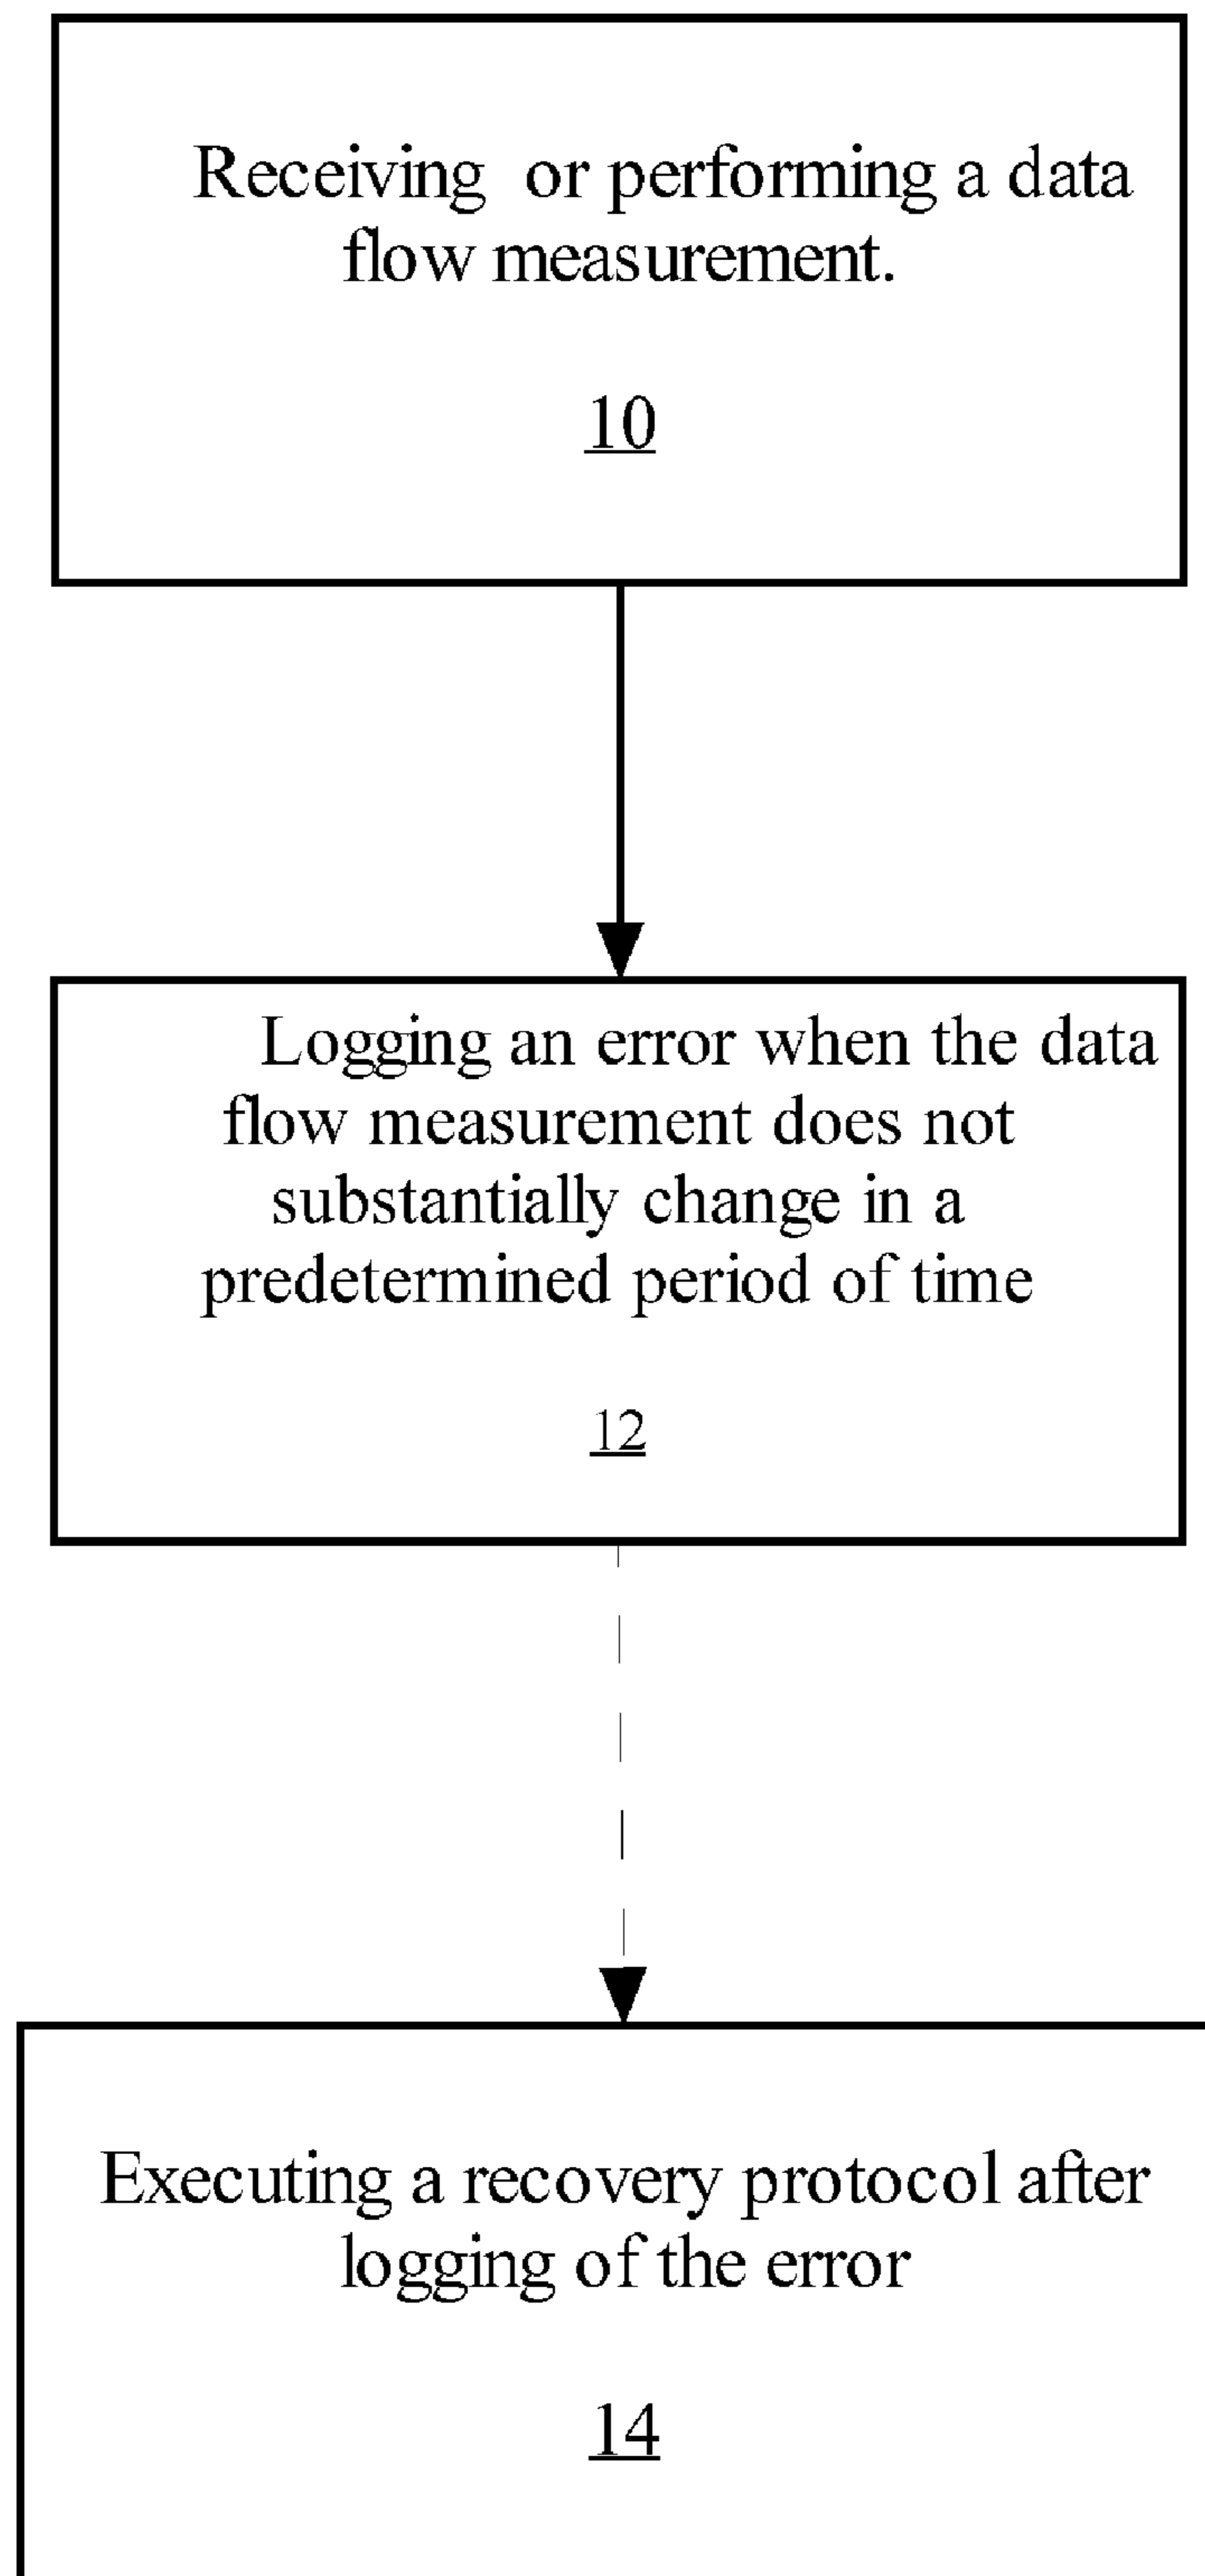 Receiving or performing a data
flow measurement.
10
Logging an error when the data
flow measurement does not
substantially change in a
predetermined period of time
12
Executing a recovery protocol after
logging of the error
14